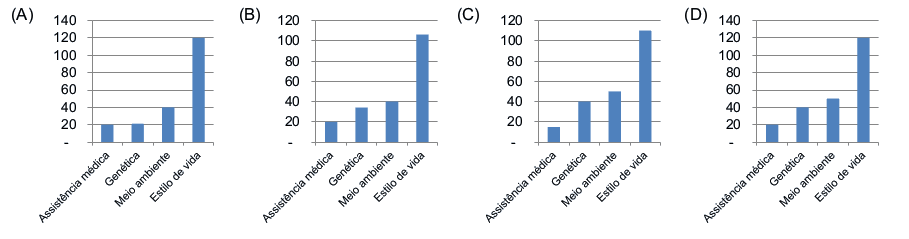 (A)
140
120
100
80
60
40
20
-
Assistência médica
Genética
Meio ambiente
Estilo de vida
(B)
120
100
80
60
40
20
-
Assistência médica
Genética
Meio ambiente
Estilo de vida
(C)
120
100
80
60
40
20
-
Assistência médica
Genética
Meio ambiente
Estilo de vida
(D)
140
120
100
80
60
40
20
-
Assistência médica
Genética
Meio ambiente
Estilo de vida